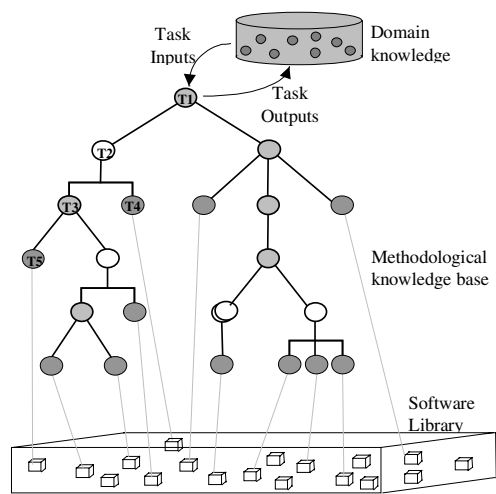 Task
Inputs
Domain
knowledge
T1
Task
Outputs
T2
T3
T4
T5
Methodological
knowledge base
Software
Library